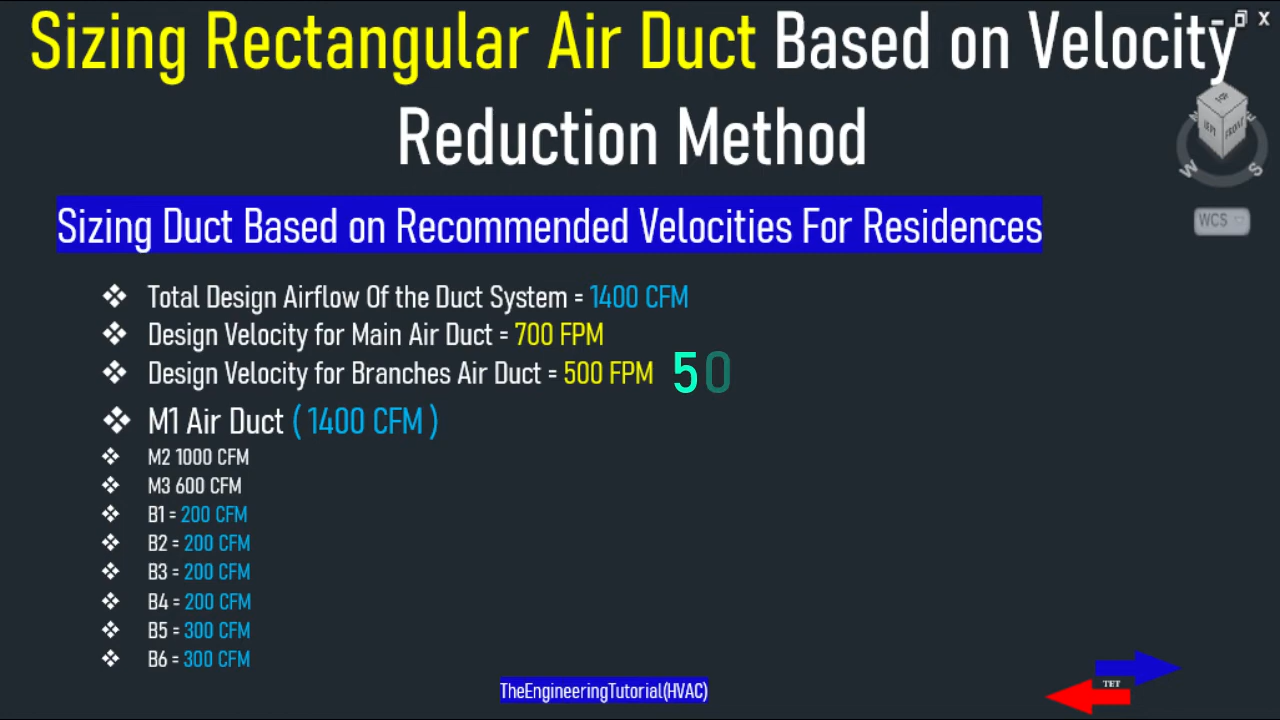 Sizing Rectangular Air Duct Based on Velocity
Reduction Method
Sizing Duct Based on Recommended Velocities For Residences
❖ Total Design Airflow Of the Duct System = 1400 CFM
❖ Design Velocity for Main Air Duct = 700 FPM
❖ Design Velocity for Branches Air Duct = 500 FPM 50
❖ M1 Air Duct ( 1400 CFM )
❖ M2 1000 CFM
❖ M3 600 CFM
❖ B1 = 200 CFM
❖ B2 = 200 CFM
❖ B3 = 200 CFM
❖ B4 = 200 CFM
❖ B5 = 300 CFM
❖ B6 = 300 CFM
TheEngineeringTutorial(HVAC)
TET
TOP
FRONT
N
E
W
S
WCS